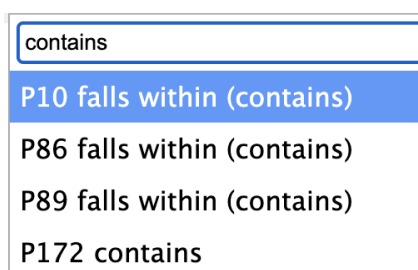 contains
P10 falls within (contains)
P86 falls within (contains)
P89 falls within (contains)
P172 contains